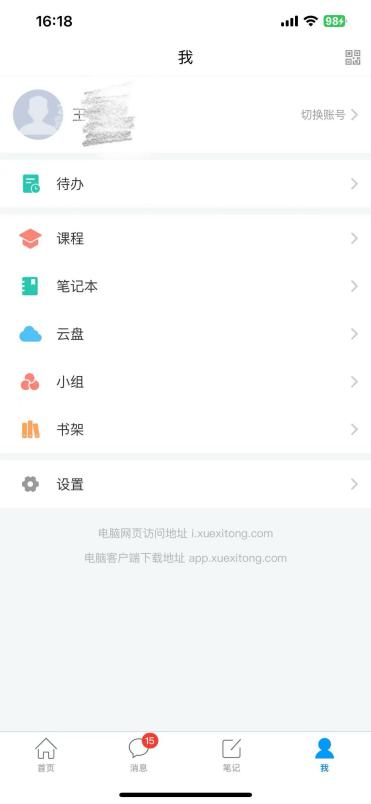 16:18
98
我
王
切换账号
待办
课程
笔记本
云盘
小组
书架
设置
电脑网页访问地址 i.xuexitong.com
电脑客户端下载地址 app.xuexitong.com
15
首页
消息
笔记
我